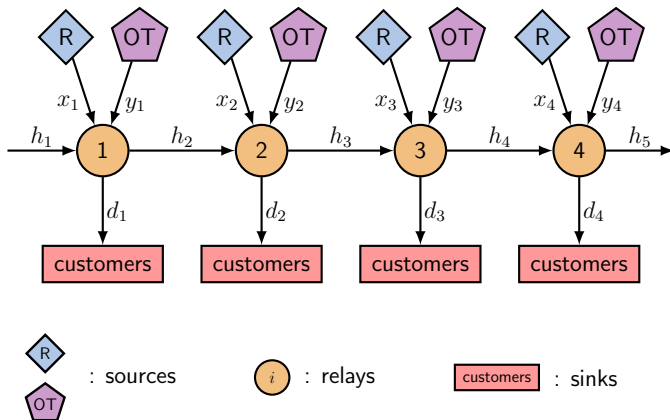 R OT R OT R OT R OT
x₁ y₁ x₂ y₂ x₃ y₃ x₄ y₄
h₁ 1 h₂ 2 h₃ 3 h₄ 4 h₅
d₁ d₂ d₃ d₄
customers customers customers customers
R
OT : sources i : relays customers : sinks